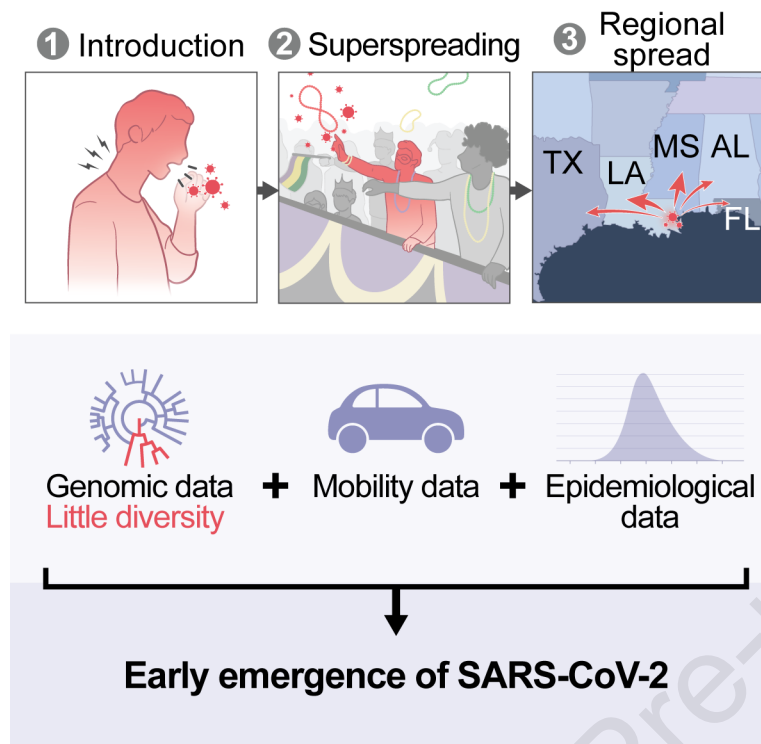 1 Introduction
2 Superspreading
3 Regional
spread
TX
LA
MS
AL
FL
Genomic data + Mobility data + Epidemiological
Little diversity
data
Early emergence of SARS-CoV-2
Pre-